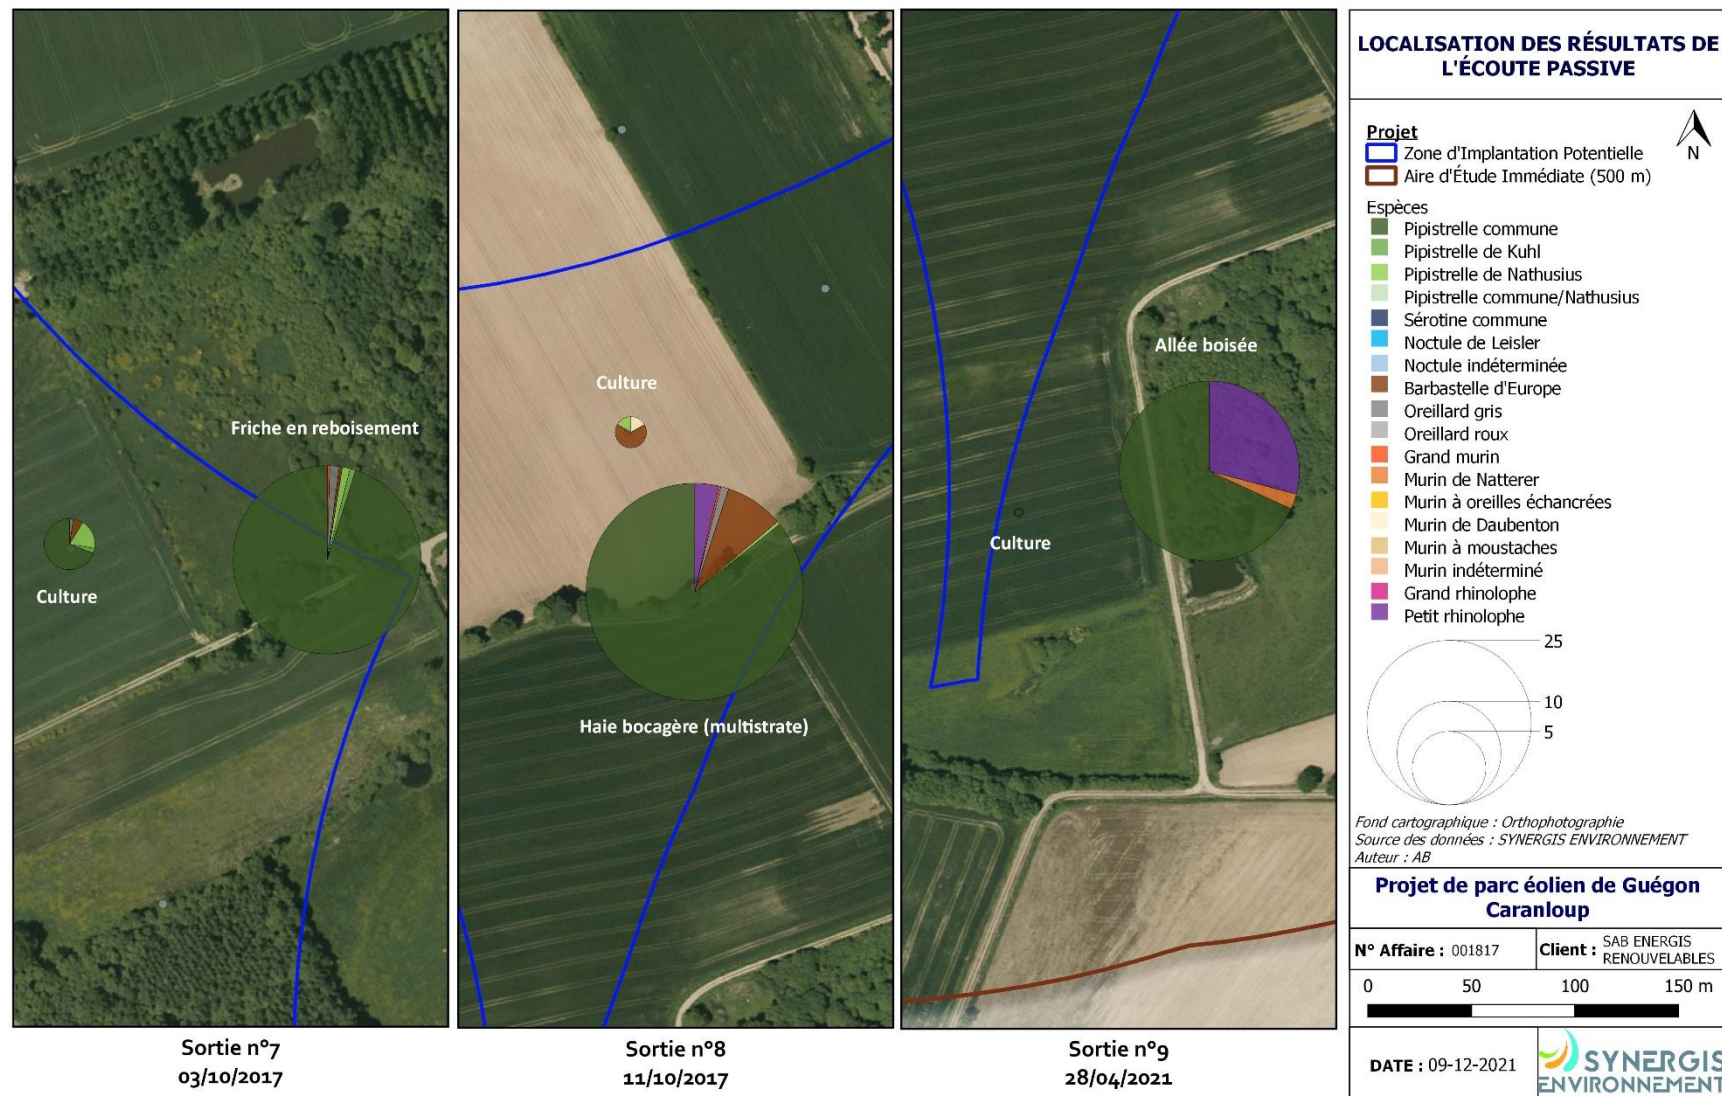 Friche en reboisement
Culture
Sortie n°7
03/10/2017
Culture
Haie bocagère (multistrate)
Sortie n°8
11/10/2017
Allée boisée
Culture
Sortie n°9
28/04/2021
LOCALISATION DES RÉSULTATS DE
L'ÉCOUTE PASSIVE
Projet
Zone d'Implantation Potentielle
Aire d'Étude Immédiate (500 m)
N
Espèces
Pipistrelle commune
Pipistrelle de Kuhl
Pipistrelle de Nathusius
Pipistrelle commune/Nathusius
Sérotine commune
Noctule de Leisler
Noctule indéterminée
Barbastelle d'Europe
Oreillard gris
Oreillard roux
Grand murin
Murin de Natterer
Murin à oreilles échancrées
Murin de Daubenton
Murin à moustaches
Murin indéterminé
Grand rhinolophe
Petit rhinolophe
25
10
5
Fond cartographique : Orthophotographie
Source des données : SYNERGIS ENVIRONNEMENT
Auteur : AB
Projet de parc éolien de Guégon
Caranloup
N° Affaire : 001817
Client : SAB ENERGIS
RENOUVELABLES
0 50 100 150 m
DATE : 09-12-2021
SYNERGIS
ENVIRONNEMENT